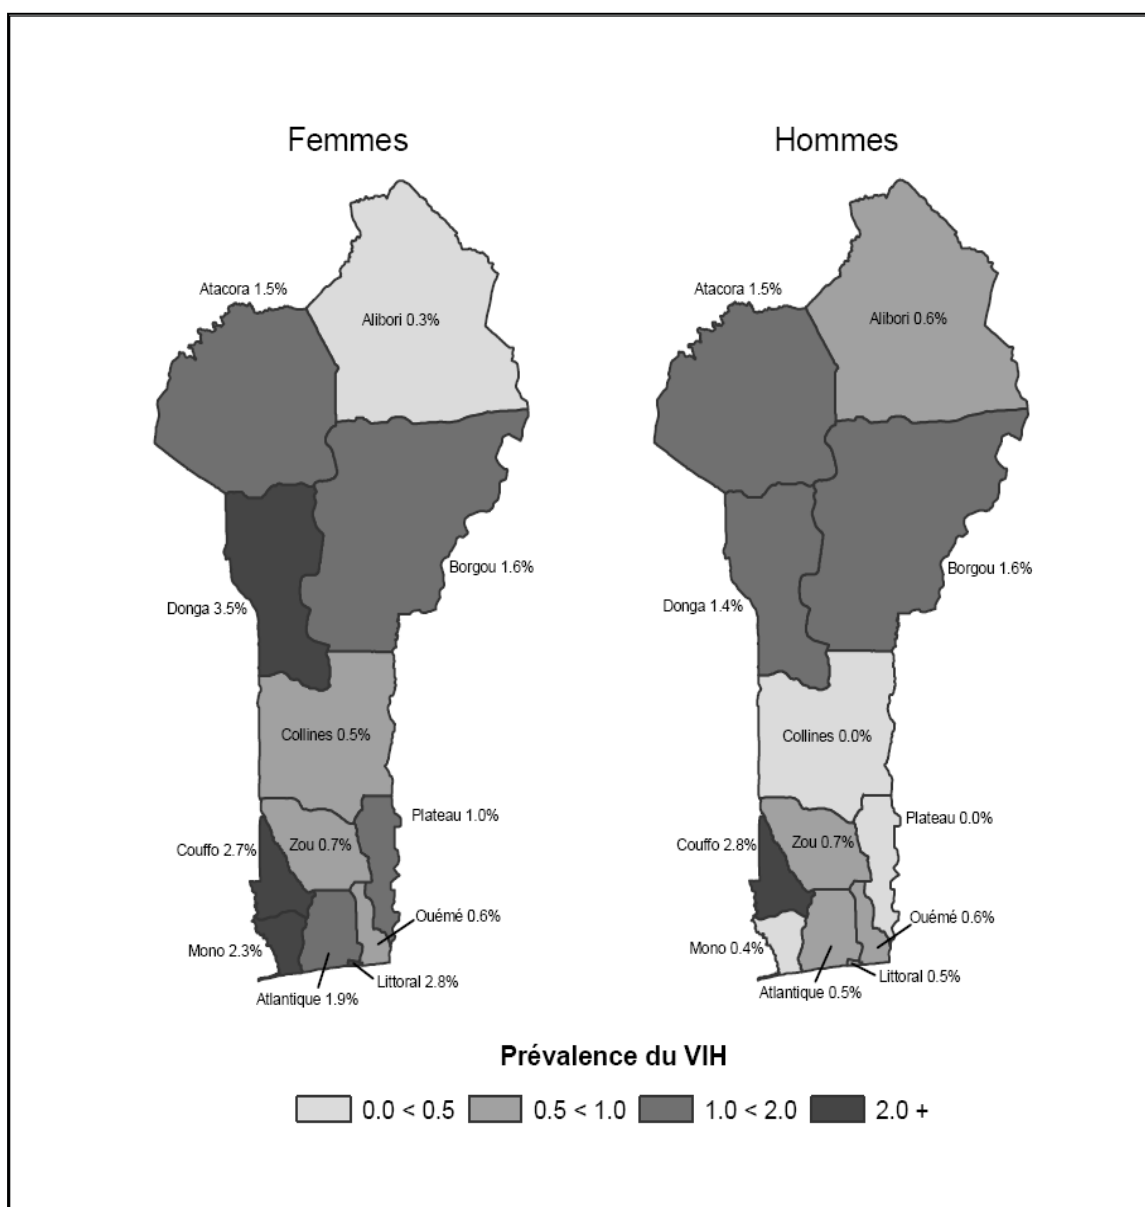 Femmes
Hommes
Atacora 1.5%
Alibori 0.3%
Borgou 1.6%
Donga 3.5%
Collines 0.5%
Plateau 1.0%
Zou 0.7%
Couffo 2.7%
Ouémé 0.6%
Mono 2.3%
Littoral 2.8%
Atlantique 1.9%
Atacora 1.5%
Alibori 0.6%
Borgou 1.6%
Donga 1.4%
Collines 0.0%
Plateau 0.0%
Zou 0.7%
Couffo 2.8%
Ouémé 0.6%
Mono 0.4%
Littoral 0.5%
Atlantique 0.5%
Prévalence du VIH
0.0 < 0.5
0.5 < 1.0
1.0 < 2.0
2.0 +